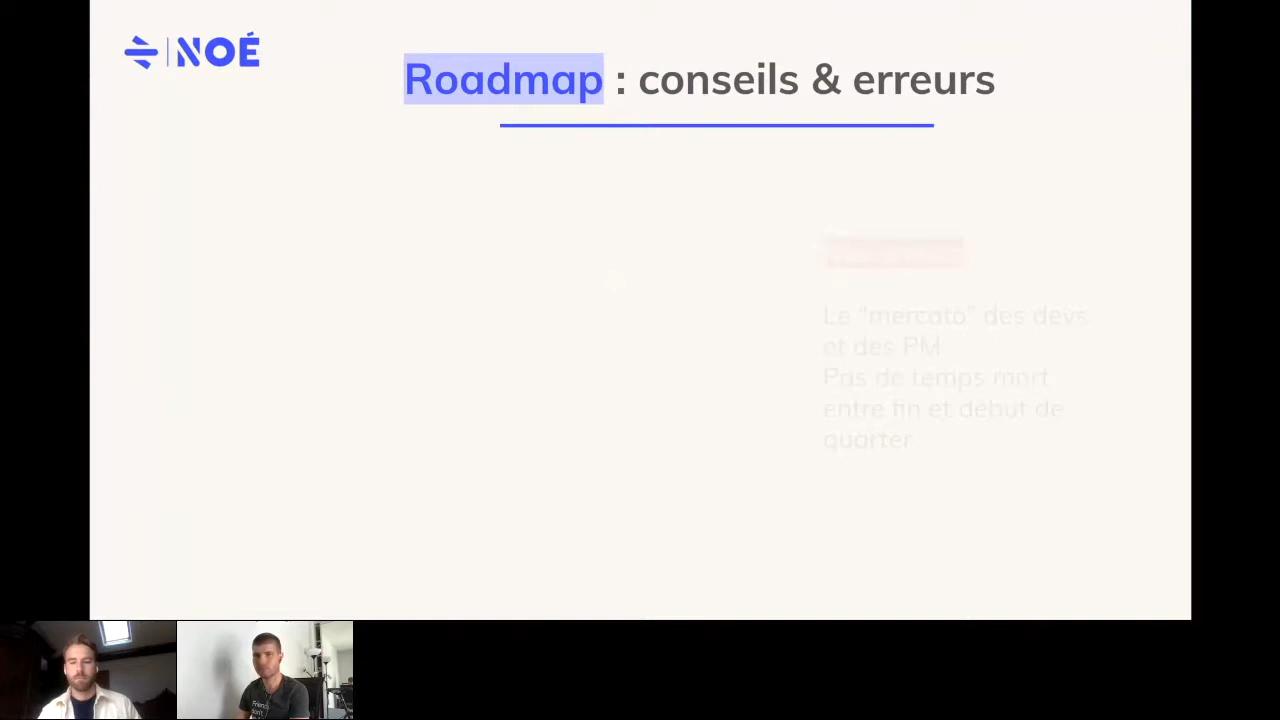 NOÉ
Roadmap : conseils & erreurs
Le “mercato” des devs
et des PM
Pas de temps mort
entre fin et début de
quarter